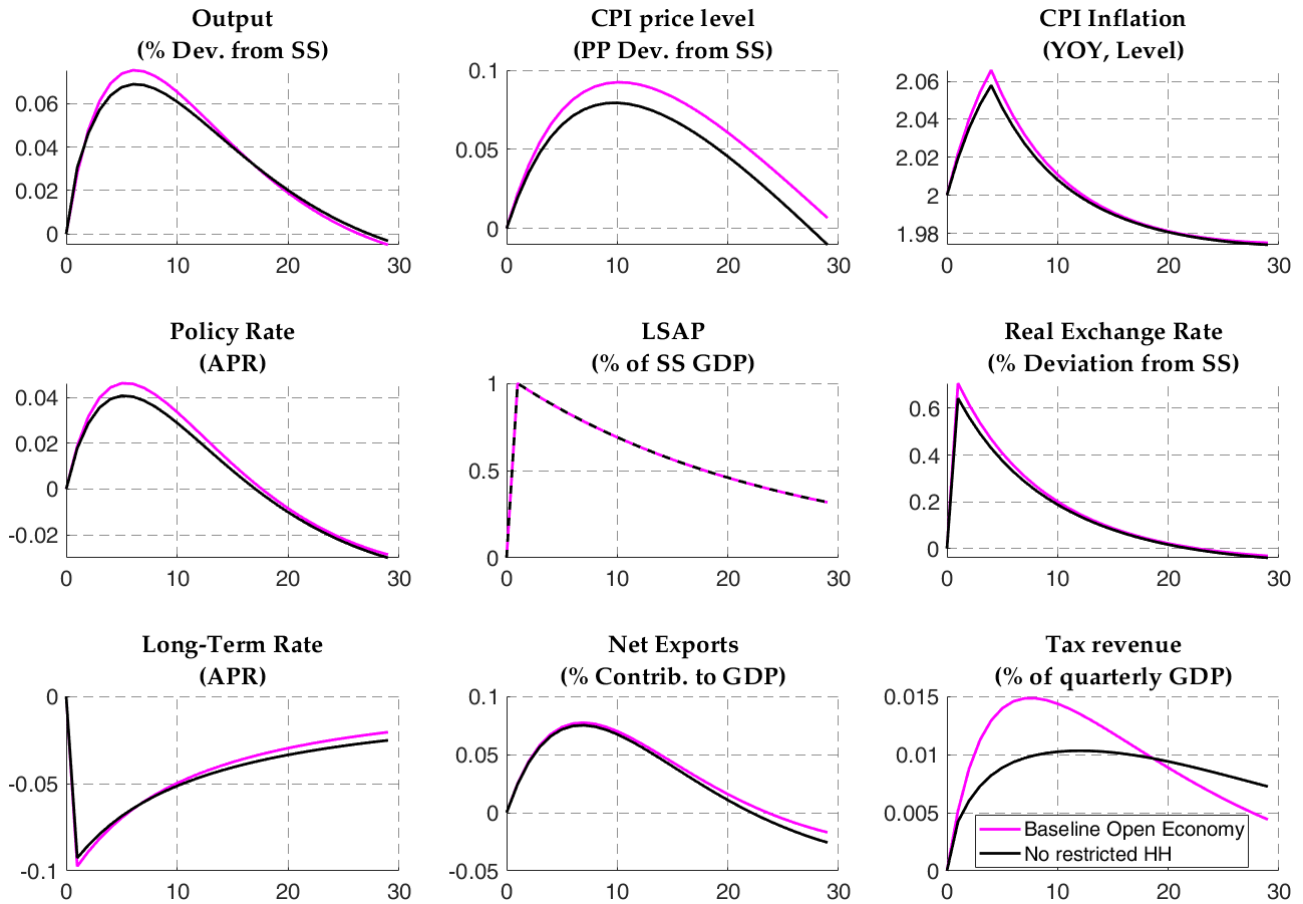 Output
(% Dev. from SS)
0.06
0.04
0.02
0
0 10 20 30
CPI price level
(PP Dev. from SS)
0.1
0.05
0
0 10 20 30
CPI Inflation
(YOY, Level)
2.06
2.04
2.02
2
1.98
0 10 20 30
Policy Rate
(APR)
0.04
0.02
0
-0.02
0 10 20 30
LSAP
(% of SS GDP)
1
0.5
0
0 10 20 30
Real Exchange Rate
(% Deviation from SS)
0.6
0.4
0.2
0
0 10 20 30
Long-Term Rate
(APR)
0
-0.05
-0.1
0 10 20 30
Net Exports
(% Contrib. to GDP)
0.1
0.05
0
-0.05
0 10 20 30
Tax revenue
(% of quarterly GDP)
0.015
0.01
0.005
0
0 10 20 30
Baseline Open Economy
No restricted HH